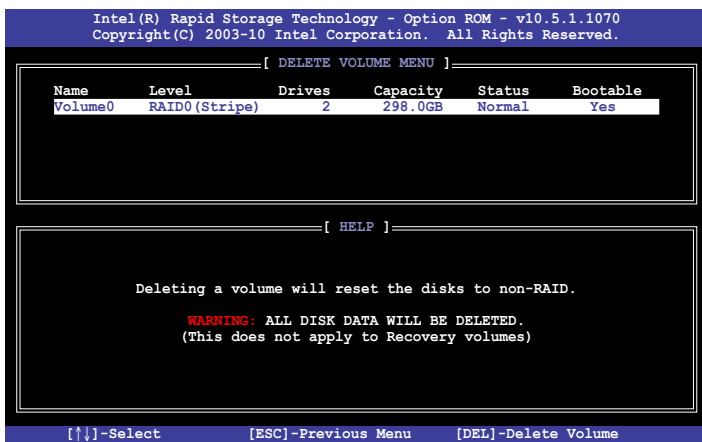 Intel(R) Rapid Storage Technology - Option ROM - v10.5.1.1070
Copyright(C) 2003-10 Intel Corporation. All Rights Reserved.
[ DELETE VOLUME MENU ]
Name Level Drives Capacity Status Bootable
Volume0 RAID0(Stripe) 2 298.0GB Normal Yes
[ HELP ]
Deleting a volume will reset the disks to non-RAID.
WARNING: ALL DISK DATA WILL BE DELETED.
(This does not apply to Recovery volumes)
[↑↓]-Select [ESC]-Previous Menu [DEL]-Delete Volume